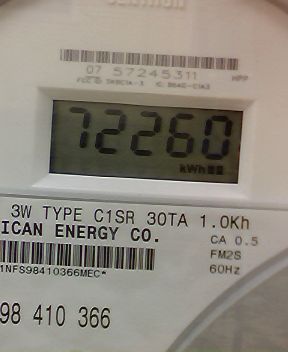 07 57245311 HPP
72260
kWh
3W TYPE C1SR 30TA 1.0Kh
ICAN ENERGY CO.
CA 0.5
FM2S
1NFS98410366MEC*
60Hz
98 410 366